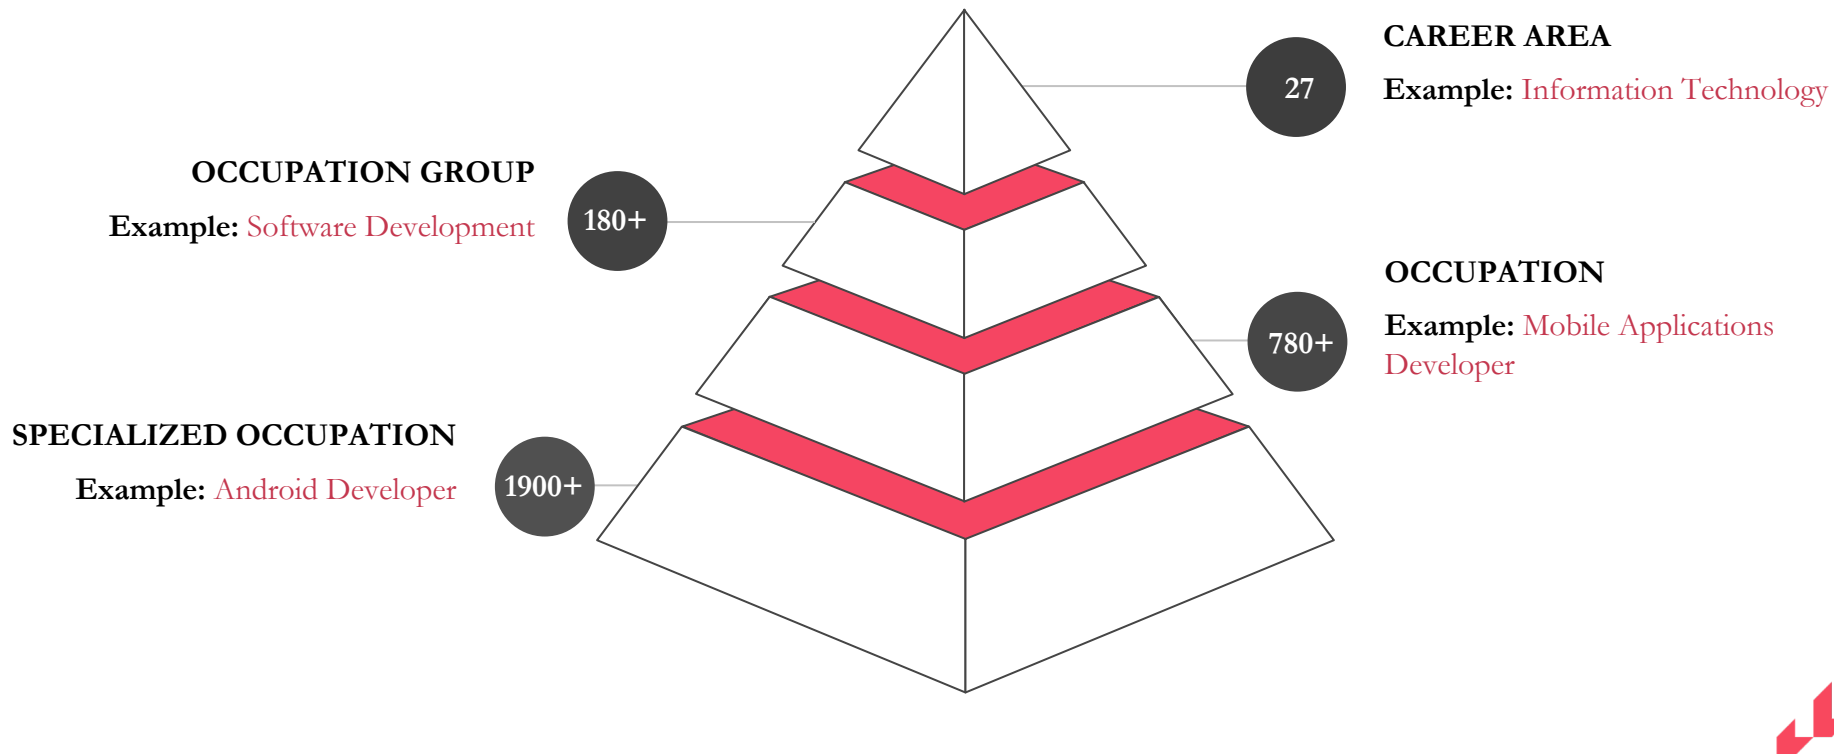 CAREER AREA
27
Example: Information Technology
OCCUPATION GROUP
180+
Example: Software Development
OCCUPATION
780+
Example: Mobile Applications
Developer
SPECIALIZED OCCUPATION
1900+
Example: Android Developer